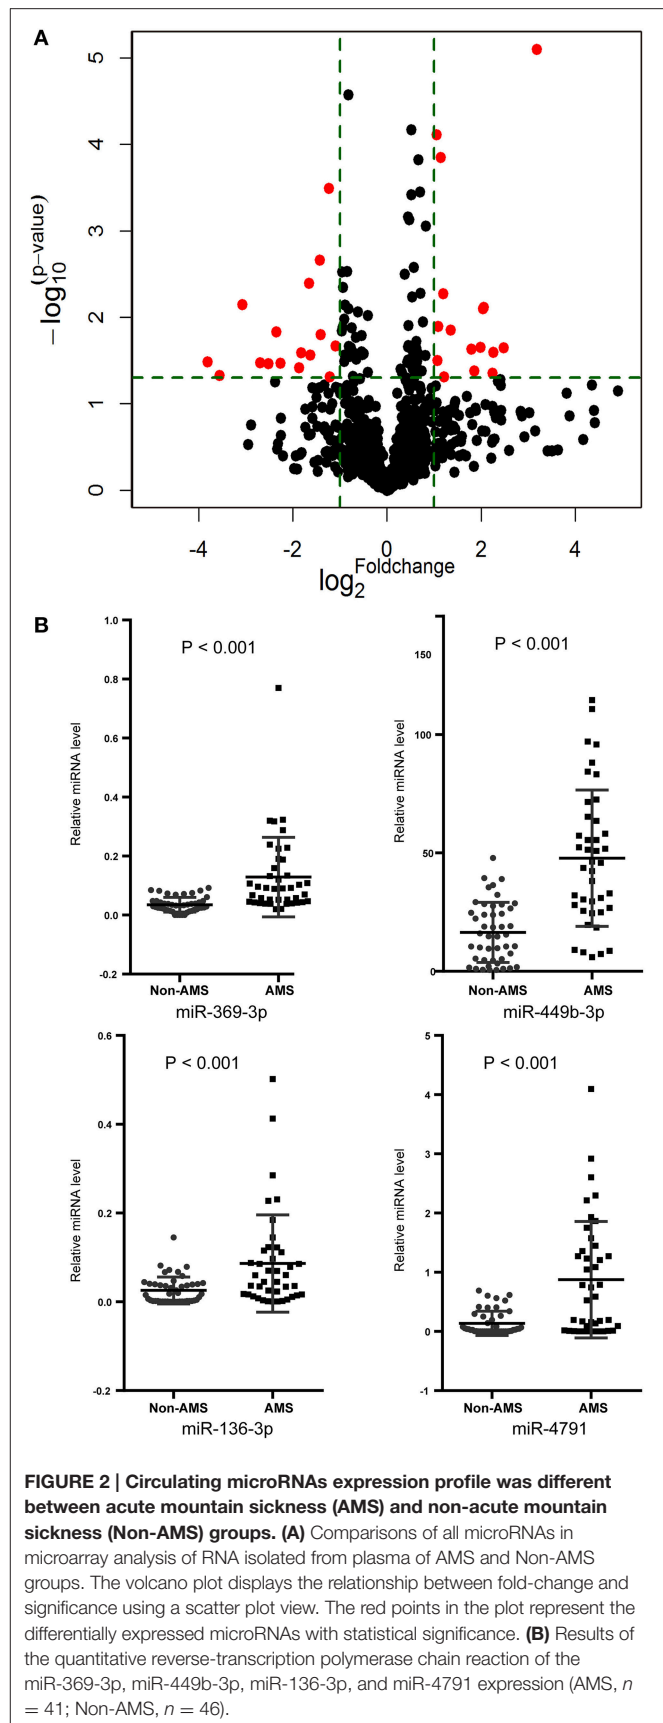 A
5
4
3
2
1
0
−log10(p−value)
-4
-2
0
2
4
log2Foldchange
B
1.0
0.8
0.6
0.4
0.2
0.0
-0.2
Relative miRNA level
P < 0.001
Non-AMS
AMS
miR-369-3p
150
100
50
0
Relative miRNA level
P < 0.001
Non-AMS
AMS
miR-449b-3p
0.6
0.4
0.2
0.0
-0.2
Relative miRNA level
P < 0.001
Non-AMS
AMS
miR-136-3p
5
4
3
2
1
0
-1
Relative miRNA level
P < 0.001
Non-AMS
AMS
miR-4791
FIGURE 2 | Circulating microRNAs expression profile was different
between acute mountain sickness (AMS) and non-acute mountain
sickness (Non-AMS) groups. (A) Comparisons of all microRNAs in
microarray analysis of RNA isolated from plasma of AMS and Non-AMS
groups. The volcano plot displays the relationship between fold-change and
significance using a scatter plot view. The red points in the plot represent the
differentially expressed microRNAs with statistical significance. (B) Results of
the quantitative reverse-transcription polymerase chain reaction of the
miR-369-3p, miR-449b-3p, miR-136-3p, and miR-4791 expression (AMS, n
= 41; Non-AMS, n = 46).